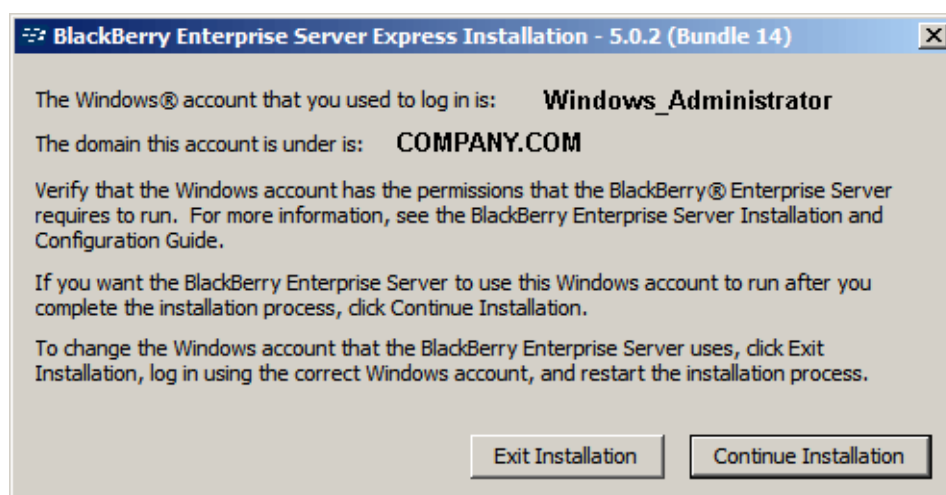 BlackBerry Enterprise Server Express Installation - 5.0.2 (Bundle 14)
The Windows® account that you used to log in is: Windows_Administrator
The domain this account is under is: COMPANY.COM
Verify that the Windows account has the permissions that the BlackBerry® Enterprise Server
requires to run. For more information, see the BlackBerry Enterprise Server Installation and
Configuration Guide.
If you want the BlackBerry Enterprise Server to use this Windows account to run after you
complete the installation process, click Continue Installation.
To change the Windows account that the BlackBerry Enterprise Server uses, click Exit
Installation, log in using the correct Windows account, and restart the installation process.
Exit Installation Continue Installation